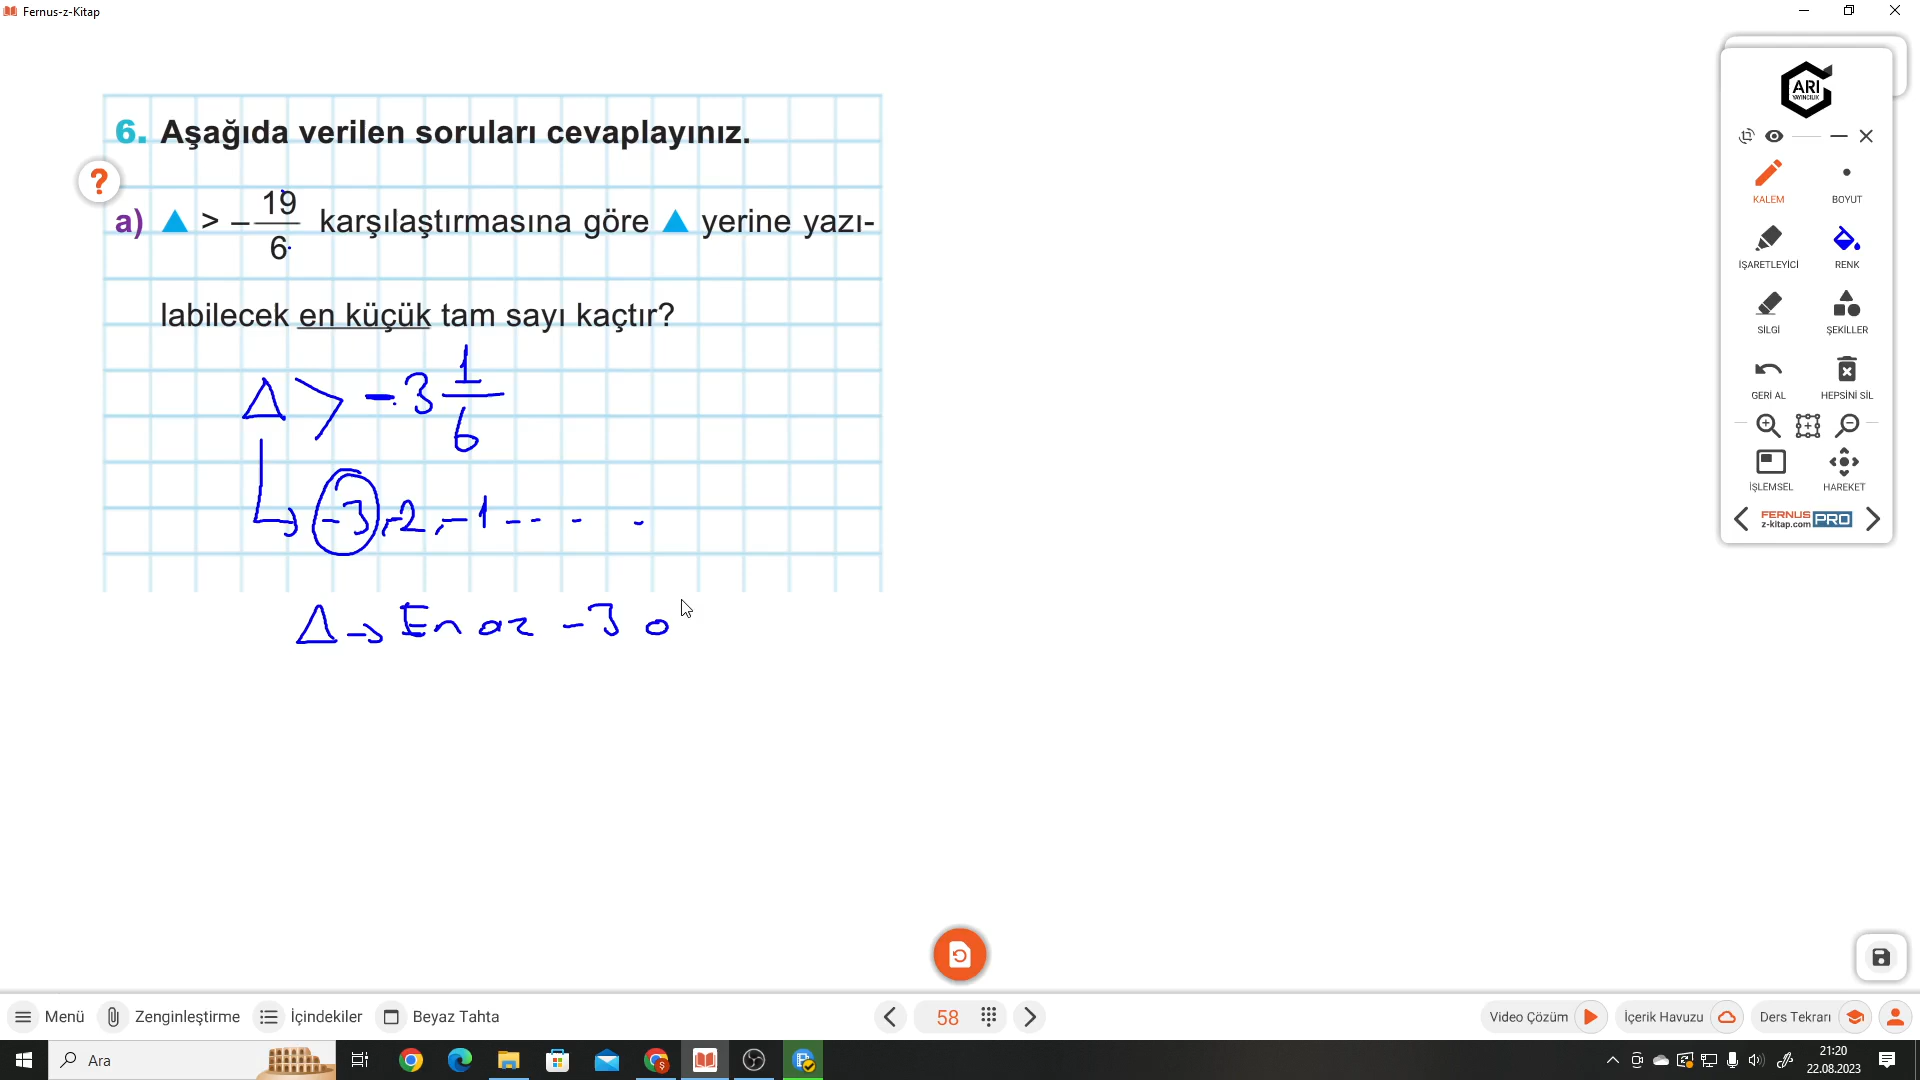 Fernus-z-Kitap
6. Aşağıda verilen soruları cevaplayınız.
?
a) ▲ > -19/6 karşılaştırmasına göre ▲ yerine yazı-
labilecek en küçük tam sayı kaçtır?
Δ > -3 1/6
-3, -2, -1 -- - -
Δ → En az -3 o
ARI
YAYINCILIK
KALEM
BOYUT
İŞARETLEYİCİ
RENK
SİLGİ
ŞEKİLLER
GERİ AL
HEPSİNİ SİL
İŞLEMSEL
HAREKET
FERNUS
z-kitap.com PRO
Menü
Zenginleştirme
İçindekiler
Beyaz Tahta
58
Video Çözüm
İçerik Havuzu
Ders Tekrarı
Ara
21:20
22.08.2023